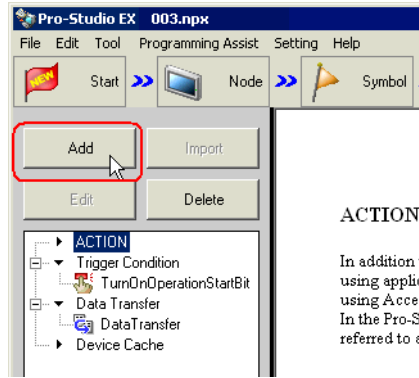 Pro-Studio EX 003.npx
File Edit Tool Programming Assist Setting Help
NEW Start Node Symbol
Add Import
Edit Delete
ACTION
Trigger Condition
TurnOnOperationStartBit
Data Transfer
DataTransfer
Device Cache
ACTION
In addition
using appli
using Acce
In the Pro-S
referred to a